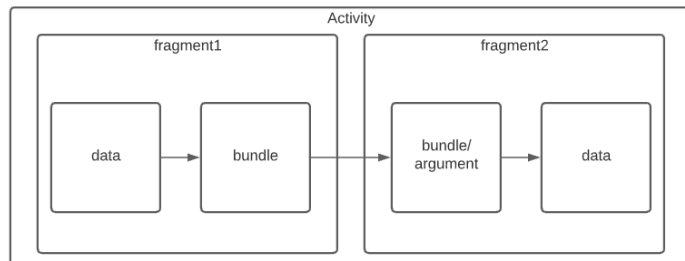 Activity
fragment1
fragment2
data
bundle
bundle/
argument
data